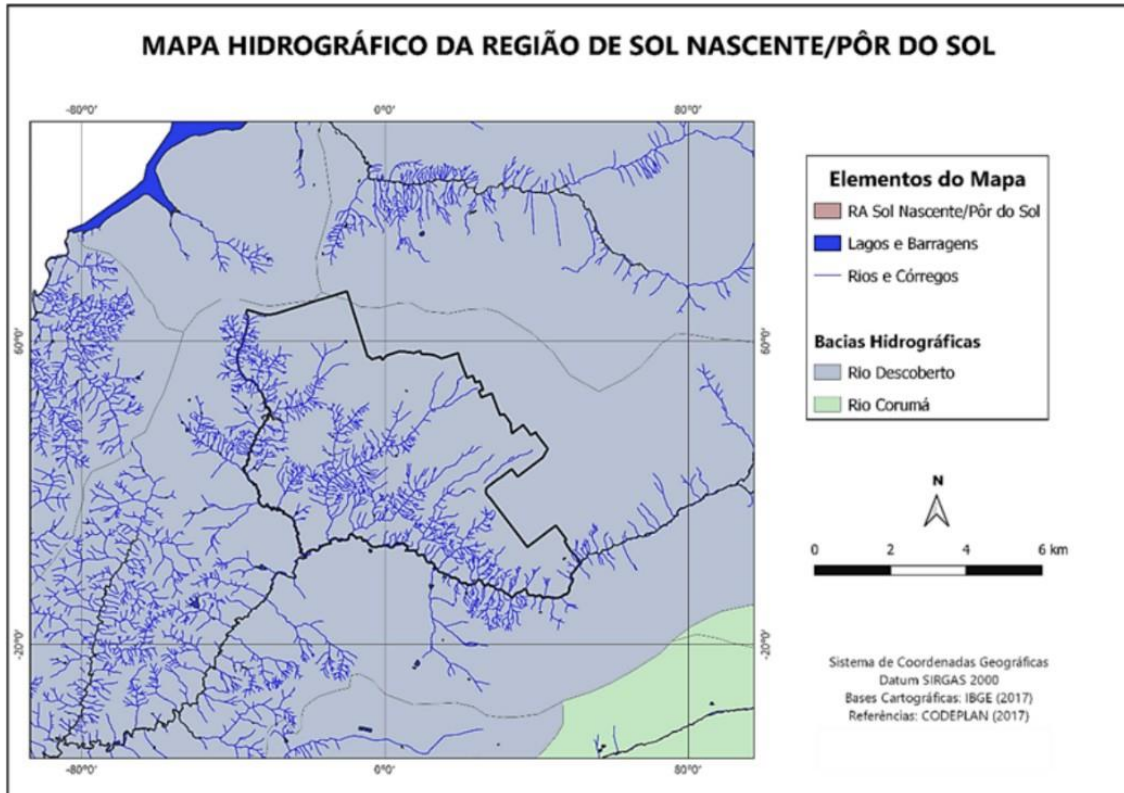 MAPA HIDROGRÁFICO DA REGIÃO DE SOL NASCENTE/PÔR DO SOL
-80°0' 0°0' 80°0'
60°0' 60°0'
-20°0' -20°0'
-80°0' 0°0' 80°0'
Elementos do Mapa
RA Sol Nascente/Pôr do Sol
Lagos e Barragens
Rios e Córregos
Bacias Hidrográficas
Rio Descoberto
Rio Corumá
N
0 2 4 6 km
Sistema de Coordenadas Geográficas
Datum SIRGAS 2000
Bases Cartográficas: IBGE (2017)
Referências: CODEPLAN (2017)